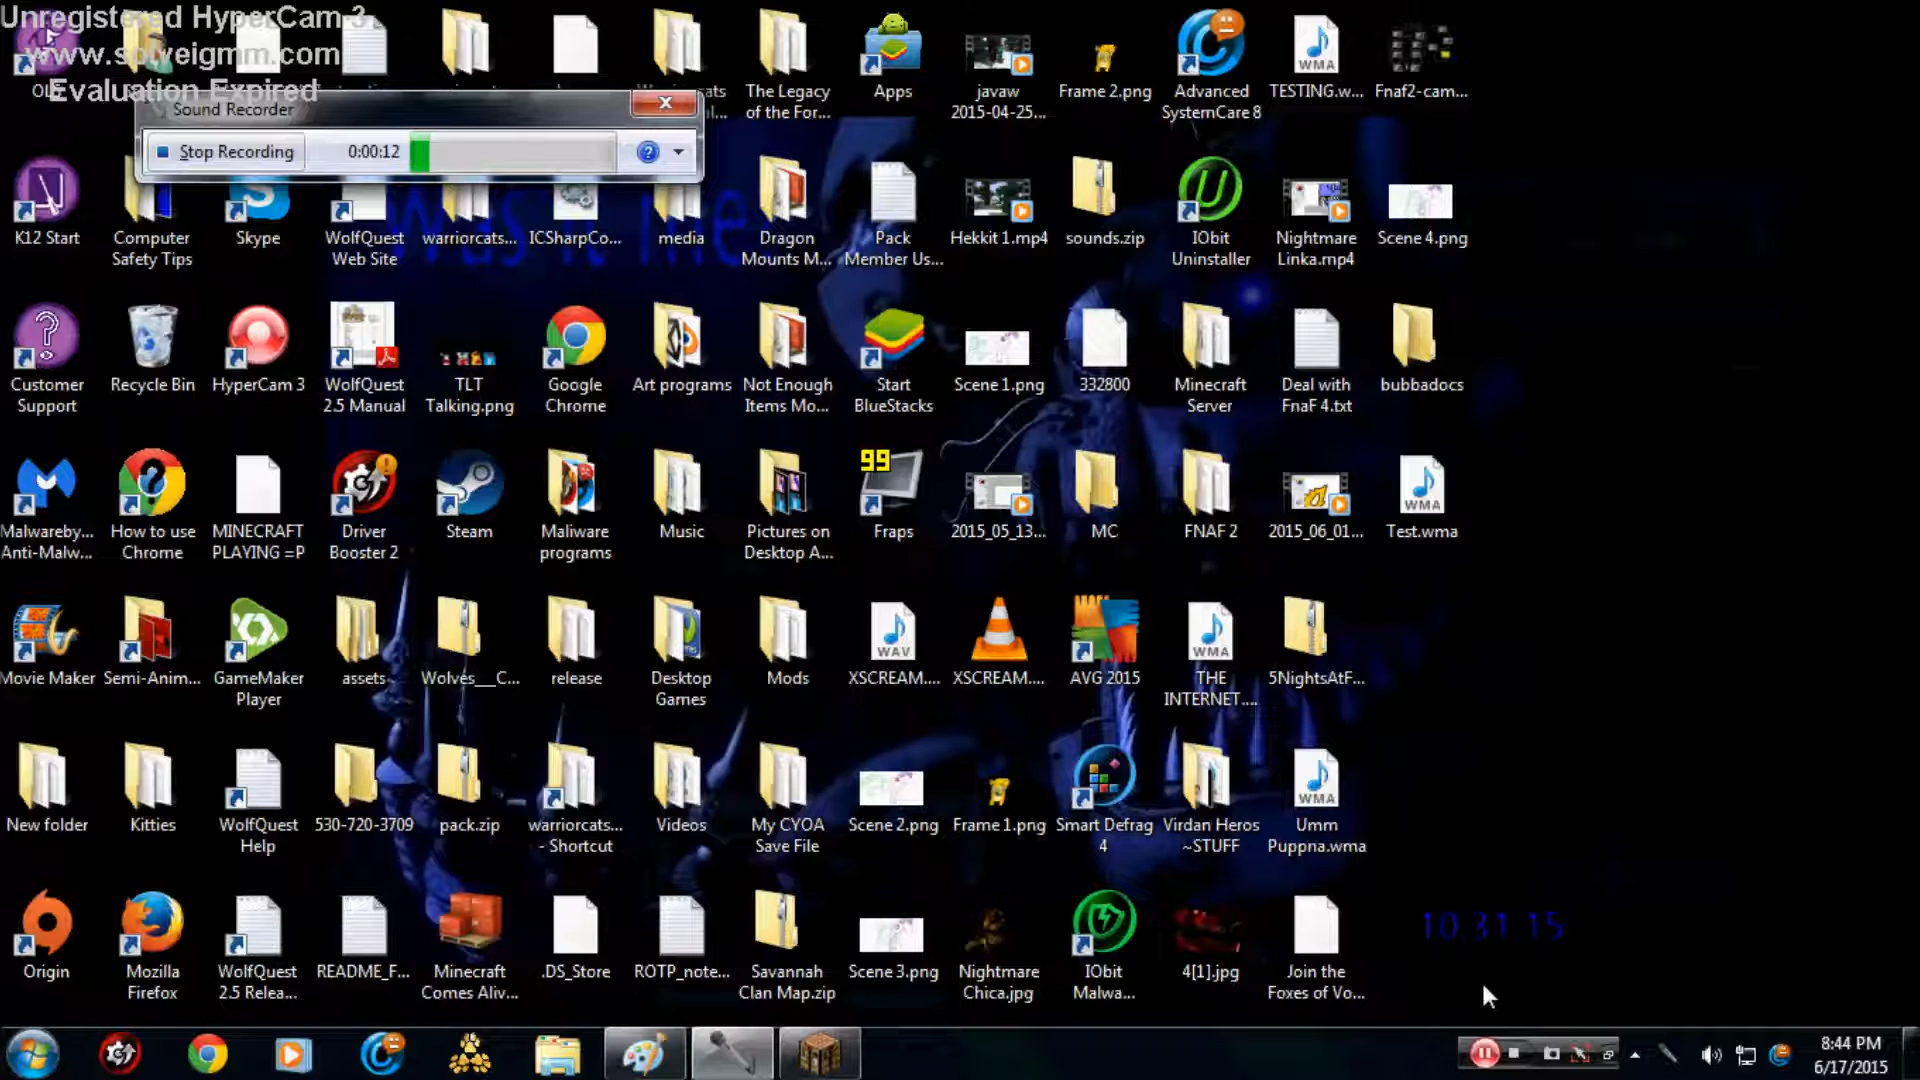 Unregistered HyperCam 3
www.solveigmm.com
Evaluation Expired
Sound Recorder
Stop Recording 0:00:12
The Legacy
of the For...
Apps
javaw
2015-04-25...
Frame 2.png
Advanced
SystemCare 8
TESTING.w...
WMA
Fnaf2-cam...
K12 Start
Computer
Safety Tips
Skype
WolfQuest
Web Site
warriorcats...
ICSharpCo...
media
Dragon
Mounts M...
Pack
Member Us...
Hekkit 1.mp4
sounds.zip
IObit
Uninstaller
Nightmare
Linka.mp4
Scene 4.png
Customer
Support
Recycle Bin
HyperCam 3
WolfQuest
2.5 Manual
TLT
Talking.png
Google
Chrome
Art programs
Not Enough
Items Mo...
Start
BlueStacks
Scene 1.png
332800
Minecraft
Server
Deal with
FnaF 4.txt
bubbadocs
Malwareby...
Anti-Malw...
How to use
Chrome
MINECRAFT
PLAYING =P
Driver
Booster 2
Steam
Maliware
programs
Music
Pictures on
Desktop A...
99
Fraps
2015_05_13...
MC
FNAF 2
2015_06_01...
WMA
Test.wma
Movie Maker
Semi-Anim...
GameMaker
Player
assets
Wolves___C...
release
Desktop
Games
Mods
WAV
XSCREAM....
XSCREAM....
AVG 2015
WMA
THE
INTERNET....
5NightsAtF...
New folder
Kitties
WolfQuest
Help
530-720-3709
pack.zip
warriorcats...
- Shortcut
Videos
My CYOA
Save File
Scene 2.png
Frame 1.png
Smart Defrag
4
Virdan Heros
~STUFF
WMA
Umm
Puppna.wma
Origin
Mozilla
Firefox
WolfQuest
2.5 Relea...
README_F...
Minecraft
Comes Aliv...
.DS_Store
ROTP_note...
Savannah
Clan Map.zip
Scene 3.png
Nightmare
Chica.jpg
IObit
Malwa...
4[1].jpg
Join the
Foxes of Vo...
10.31.15
8:44 PM
6/17/2015